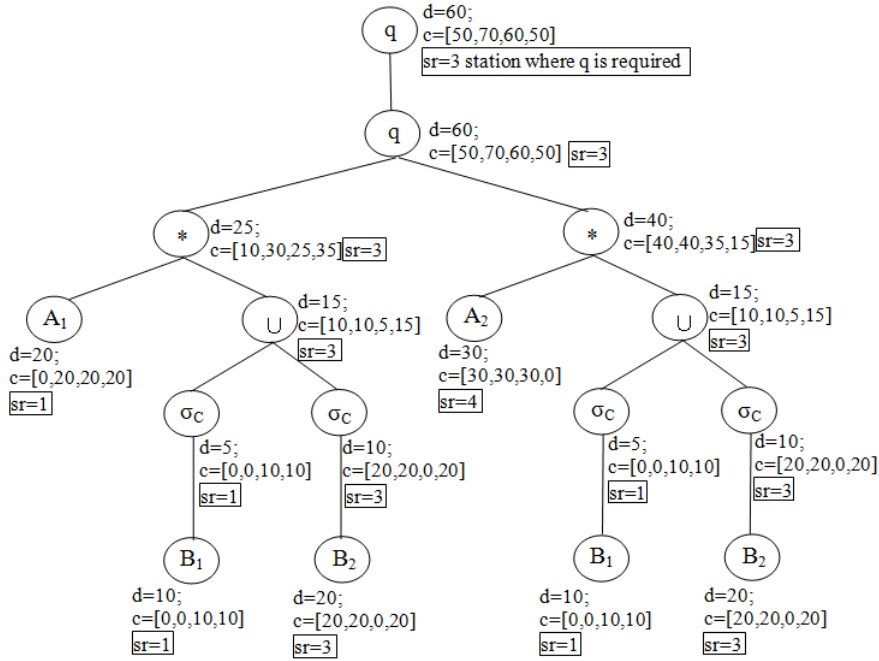 q
d=60;
c=[50,70,60,50]
sr=3 station where q is required
q
d=60;
c=[50,70,60,50] sr=3
*
d=25;
c=[10,30,25,35] sr=3
*
d=40;
c=[40,40,35,15] sr=3
A1
d=20;
c=[0,20,20,20]
sr=1
∪
d=15;
c=[10,10,5,15]
sr=3
A2
d=30;
c=[30,30,30,0]
sr=4
∪
d=15;
c=[10,10,5,15]
sr=3
σC
d=5;
c=[0,0,10,10]
sr=1
σC
d=10;
c=[20,20,0,20]
sr=3
σC
d=5;
c=[0,0,10,10]
sr=1
σC
d=10;
c=[20,20,0,20]
sr=3
B1
d=10;
c=[0,0,10,10]
sr=1
B2
d=20;
c=[20,20,0,20]
sr=3
B1
d=10;
c=[0,0,10,10]
sr=1
B2
d=20;
c=[20,20,0,20]
sr=3